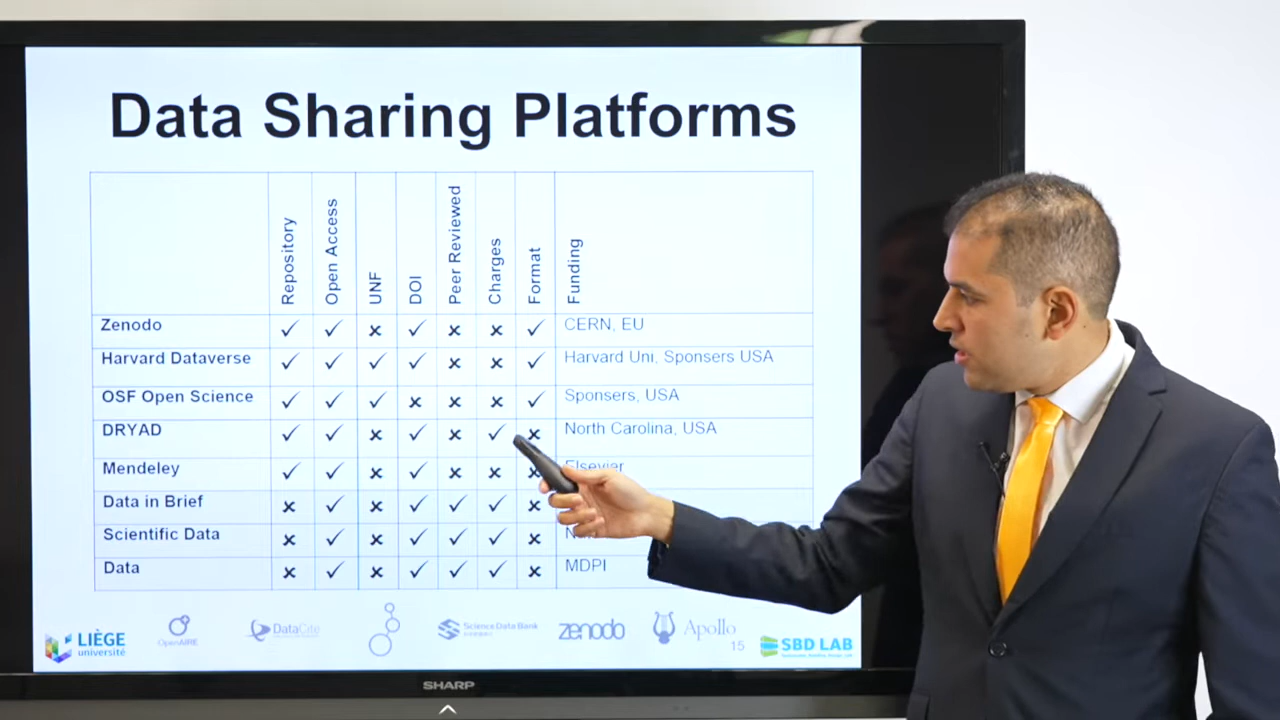 Data Sharing Platforms
Repository Open Access UNF DOI Peer Reviewed Charges Format Funding
Zenodo ✓ ✓ × ✓ × × ✓ CERN, EU
Harvard Dataverse ✓ ✓ ✓ ✓ × × ✓ Harvard Uni, Sponsers USA
OSF Open Science ✓ ✓ ✓ × × × ✓ Sponsers, USA
DRYAD ✓ ✓ × ✓ × ✓ × North Carolina, USA
Mendeley ✓ ✓ × ✓ × × × Elsevier
Data in Brief × ✓ × ✓ ✓ ✓ ×
Scientific Data × ✓ × ✓ ✓ ✓ ×
Data × ✓ × ✓ ✓ ✓ × MDPI
LIÈGE
université
OpenAIRE
DataCite
Science Data Bank
zenodo
Apollo
15
SBD LAB
SHARP